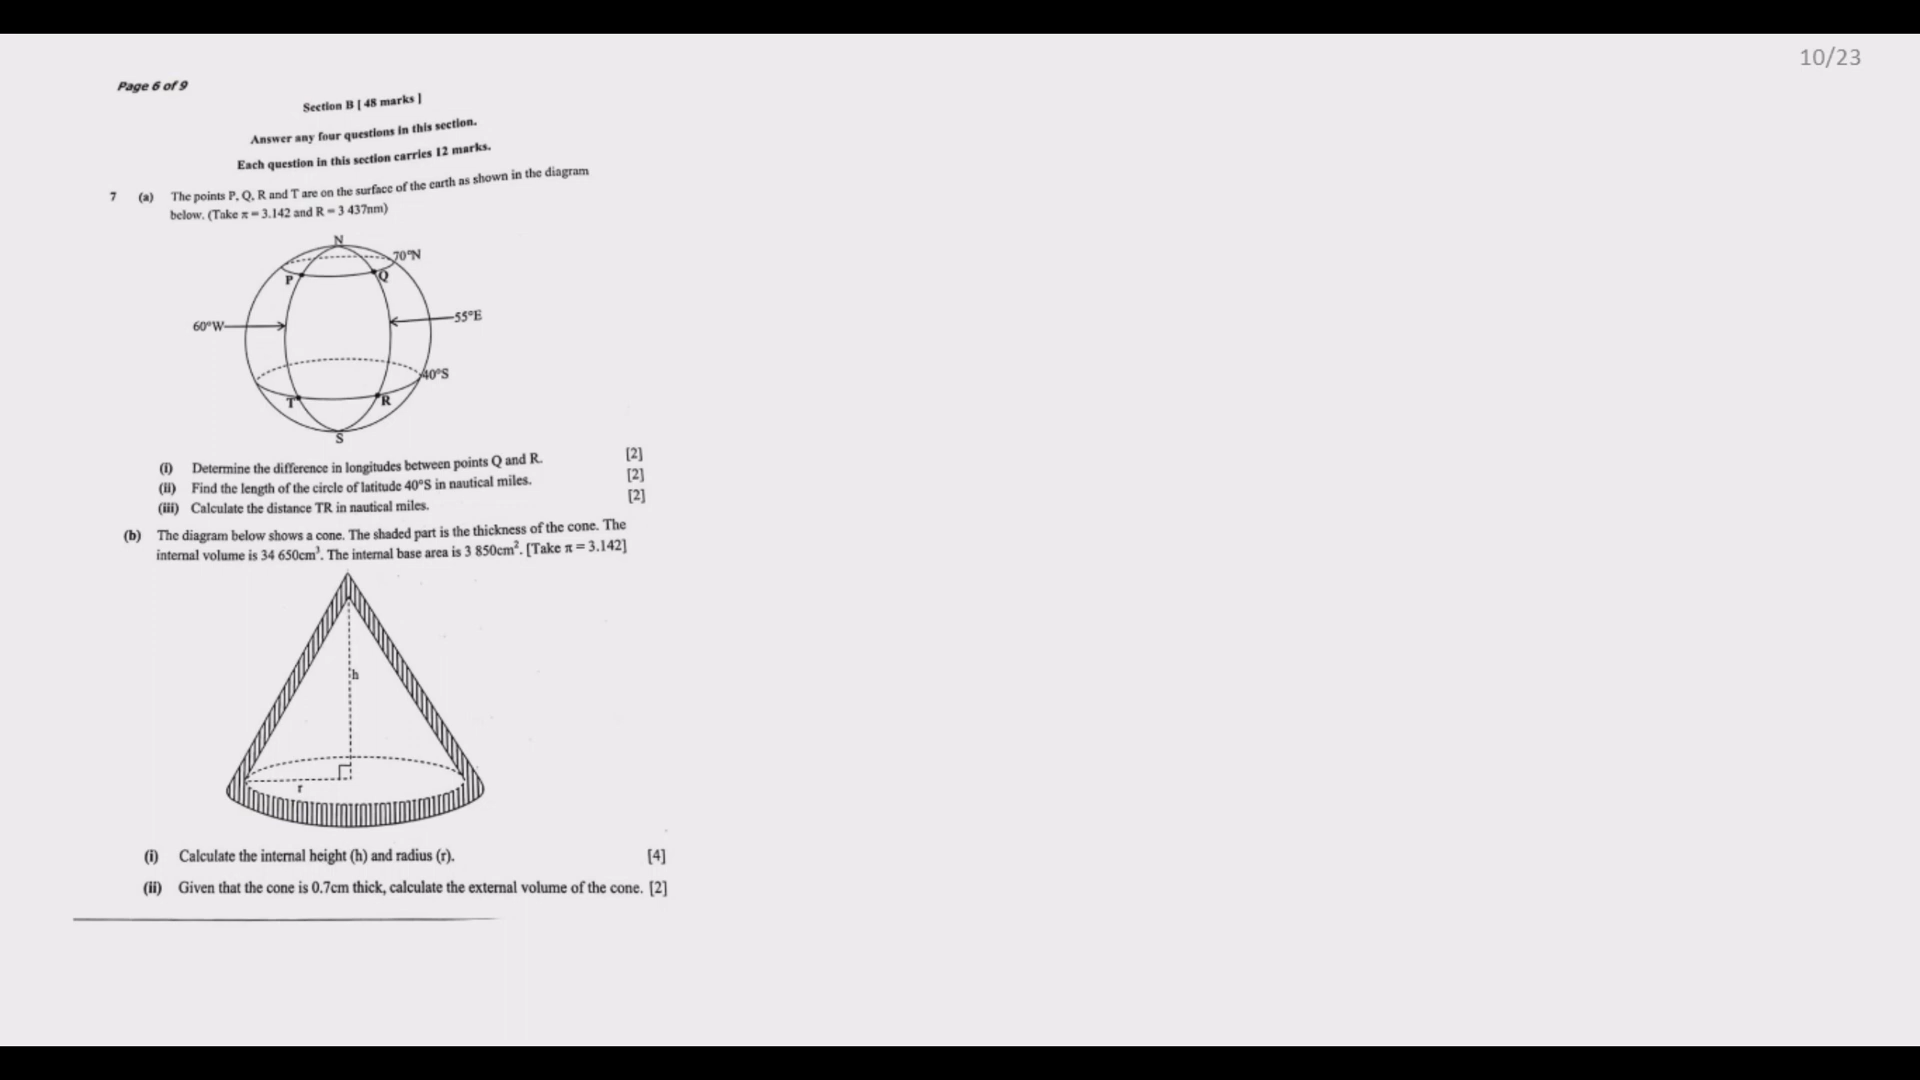 10/23
Page 6 of 9
Section B [ 48 marks ]
Answer any four questions in this section.
Each question in this section carries 12 marks.
7 (a) The points P, Q, R and T are on the surface of the earth as shown in the diagram
below. (Take π = 3.142 and R = 3 437nm)
N
70°N
P
Q
60°W
55°E
40°S
T
R
S
(i) Determine the difference in longitudes between points Q and R. [2]
(ii) Find the length of the circle of latitude 40°S in nautical miles. [2]
(iii) Calculate the distance TR in nautical miles. [2]
(b) The diagram below shows a cone. The shaded part is the thickness of the cone. The
internal volume is 34 650cm³. The internal base area is 3 850cm². [Take π = 3.142]
h
r
(i) Calculate the internal height (h) and radius (r). [4]
(ii) Given that the cone is 0.7cm thick, calculate the external volume of the cone. [2]